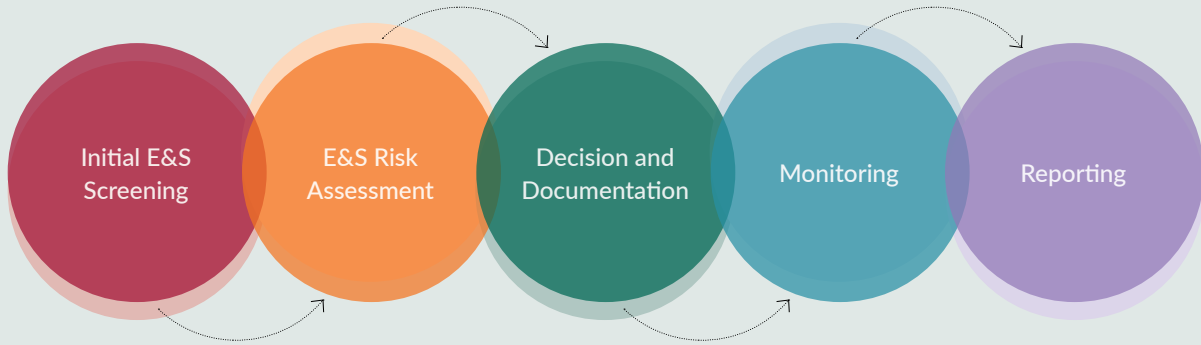 Initial E&S
Screening
E&S Risk
Assessment
Decision and
Documentation
Monitoring
Reporting